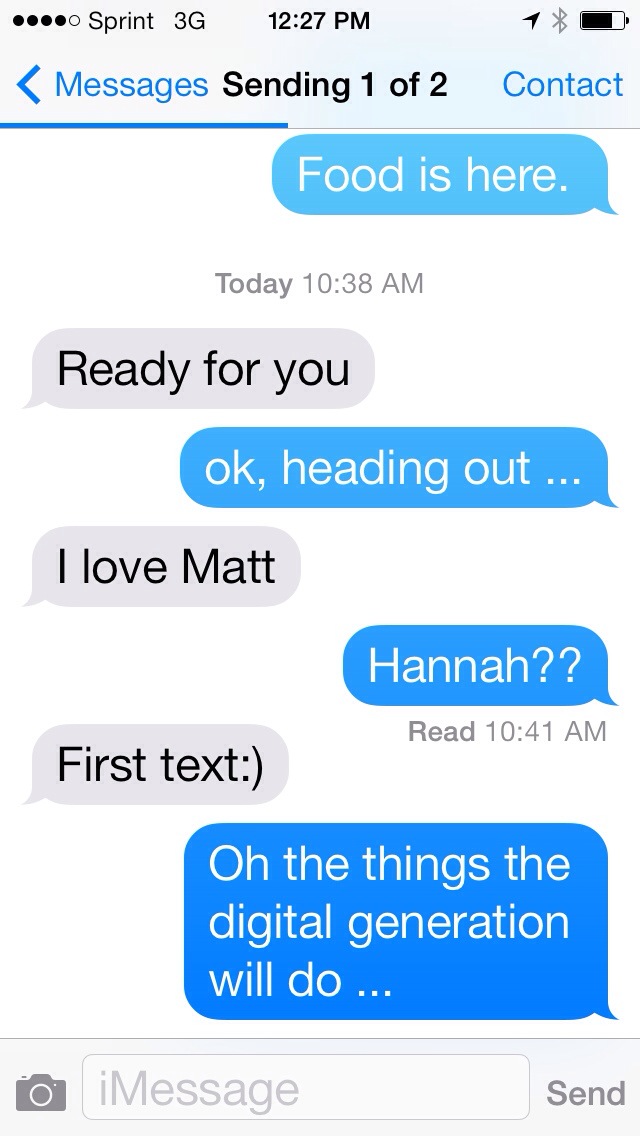 Sprint 3G 12:27 PM
Messages Sending 1 of 2 Contact
Food is here.
Today 10:38 AM
Ready for you
ok, heading out ...
I love Matt
Hannah??
Read 10:41 AM
First text:)
Oh the things the
digital generation
will do ...
iMessage Send